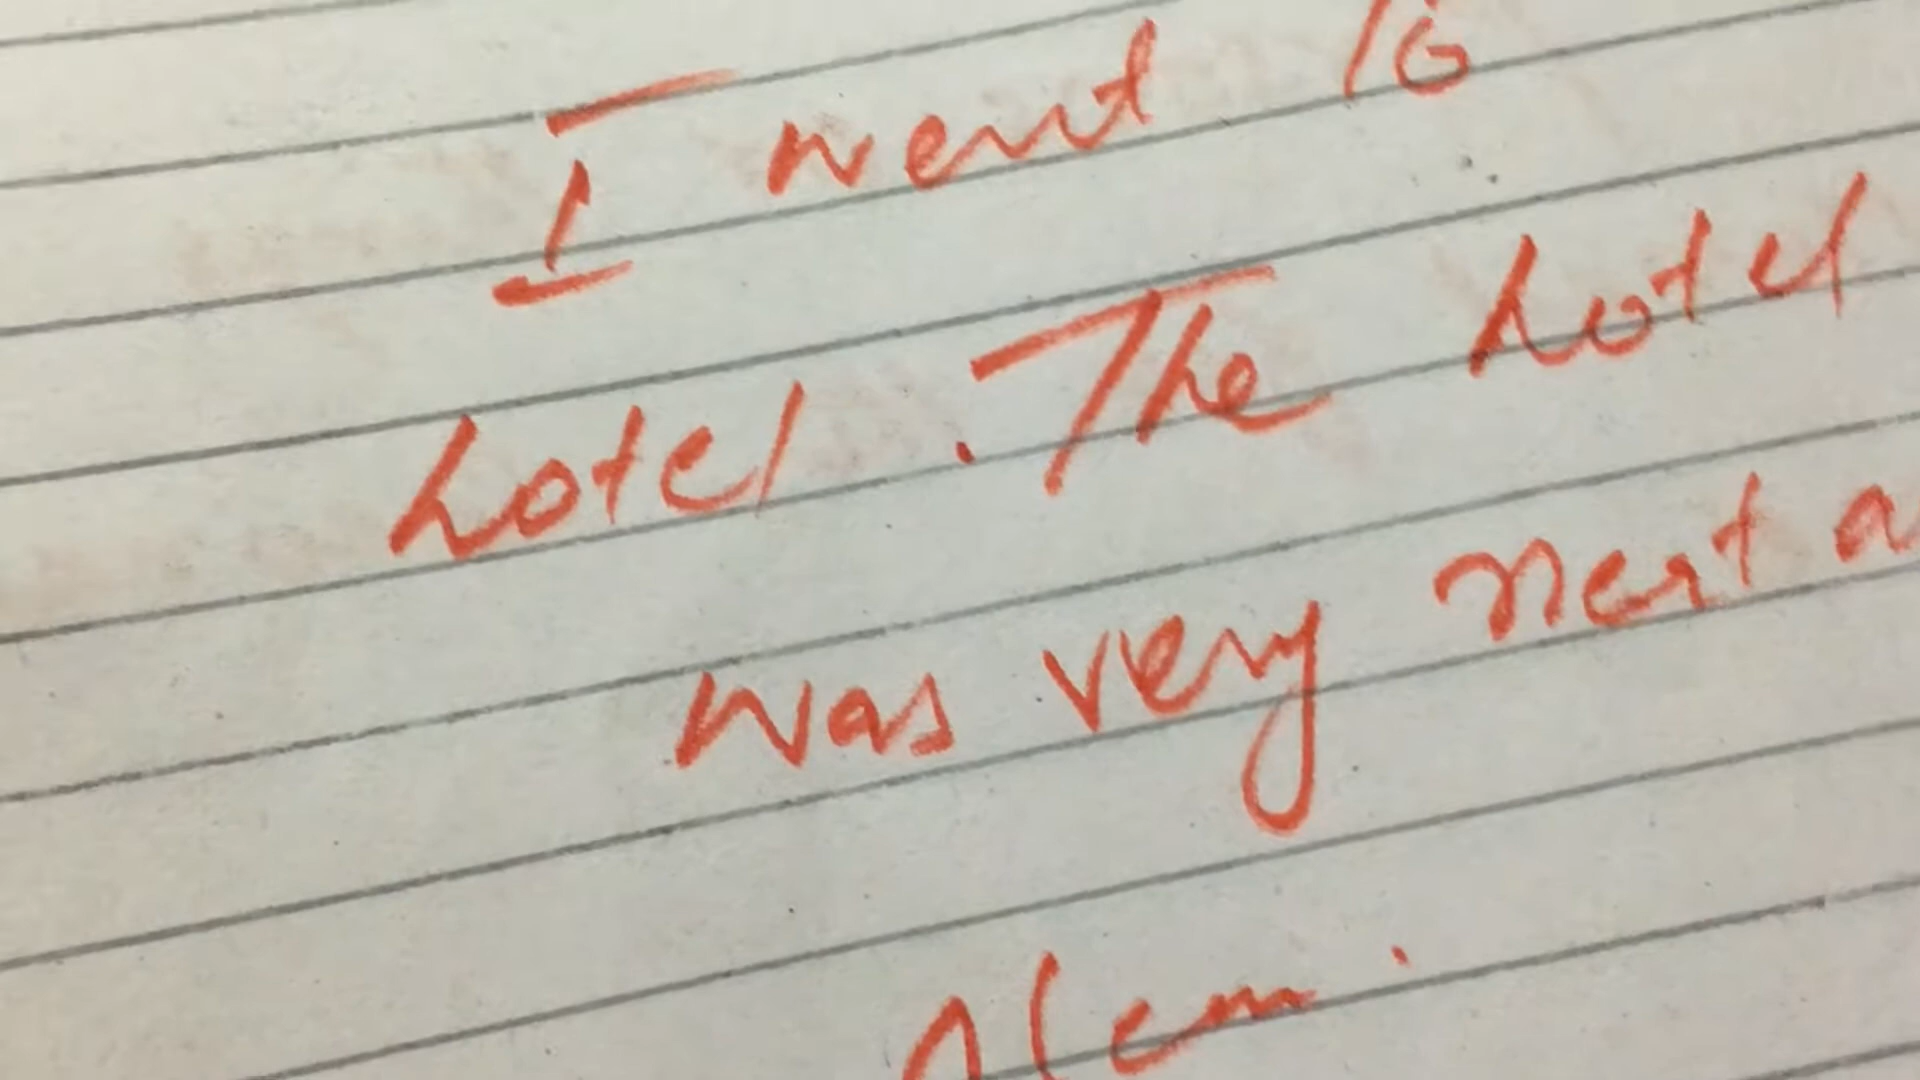 I went to
hotel. The hotel
was very neat a